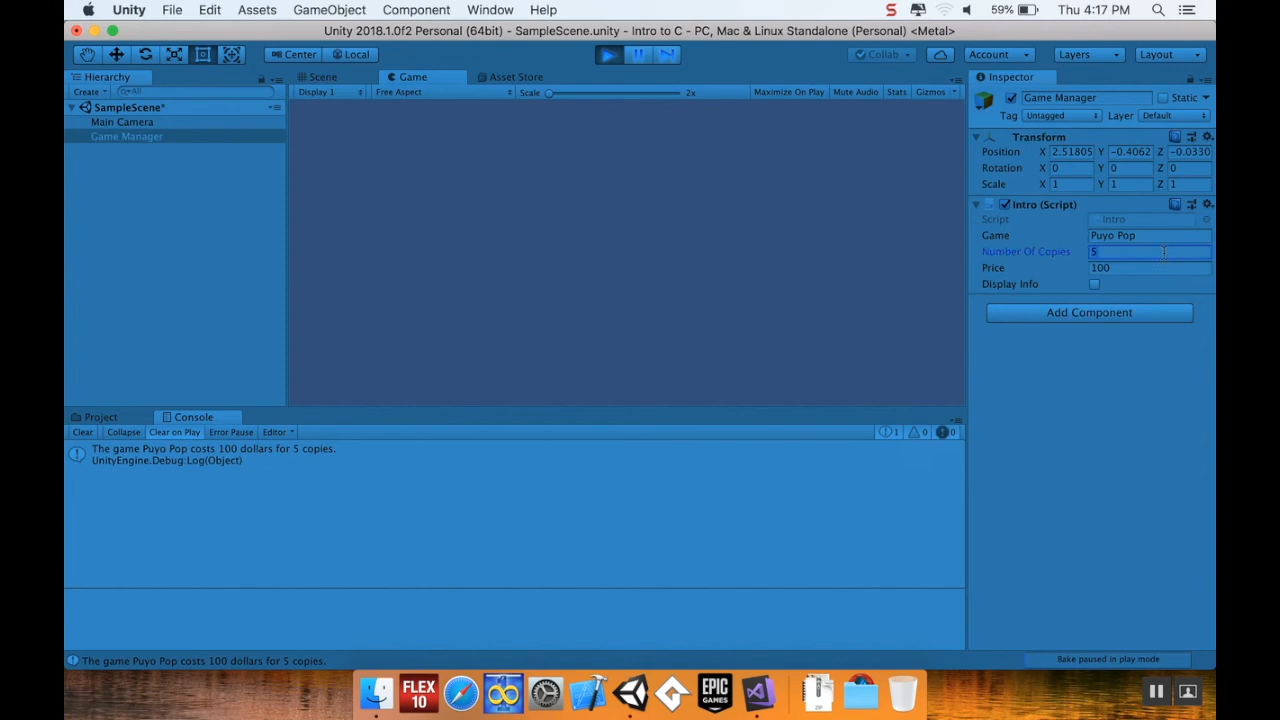 Unity File Edit Assets GameObject Component Window Help 59% Thu 4:17 PM
Unity 2018.1.0f2 Personal (64bit) - SampleScene.unity - Intro to C - PC, Mac & Linux Standalone (Personal) <Metal>
Center Local Collab Account Layers Layout
Hierarchy Scene Game Asset Store Inspector
Create All Display 1 Free Aspect Scale 2x Maximize On Play Mute Audio Stats Gizmos
Game Manager Static
SampleScene*
Tag Untagged Layer Default
Main Camera
Game Manager
Transform
Position X 2.51805 Y -0.4062 Z -0.0330
Rotation X 0 Y 0 Z 0
Scale X 1 Y 1 Z 1
Intro (Script)
Script Intro
Game Puyo Pop
Number Of Copies 5
Price 100
Display Info
Add Component
Project Console
Clear Collapse Clear on Play Error Pause Editor 1 0 0
The game Puyo Pop costs 100 dollars for 5 copies.
UnityEngine.Debug:Log(Object)
The game Puyo Pop costs 100 dollars for 5 copies.
Bake paused in play mode
FLEX
10
EPIC
GAMES
ZIP